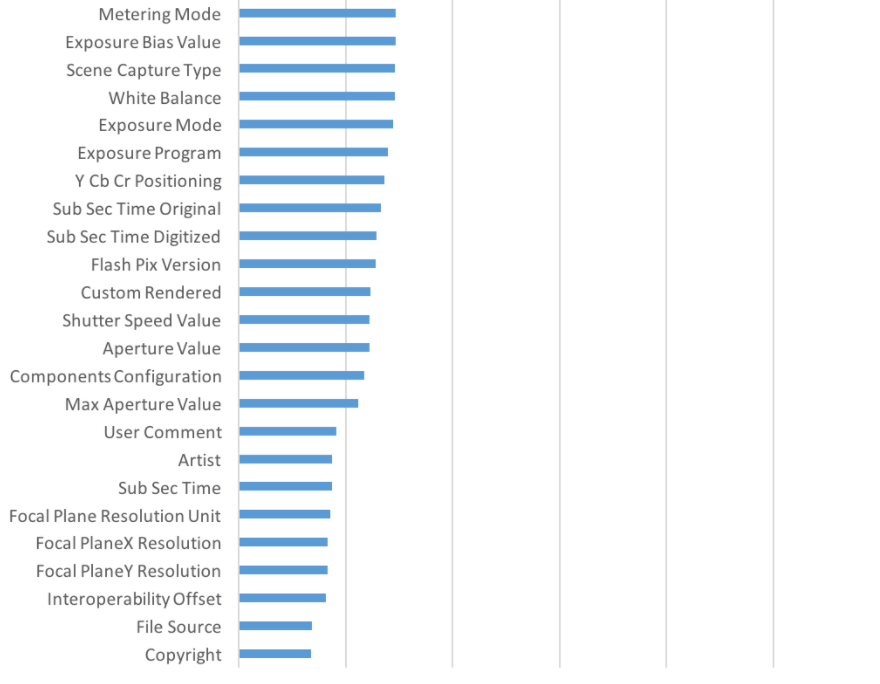 Metering Mode
Exposure Bias Value
Scene Capture Type
White Balance
Exposure Mode
Exposure Program
Y Cb Cr Positioning
Sub Sec Time Original
Sub Sec Time Digitized
Flash Pix Version
Custom Rendered
Shutter Speed Value
Aperture Value
Components Configuration
Max Aperture Value
User Comment
Artist
Sub Sec Time
Focal Plane Resolution Unit
Focal PlaneX Resolution
Focal PlaneY Resolution
Interoperability Offset
File Source
Copyright